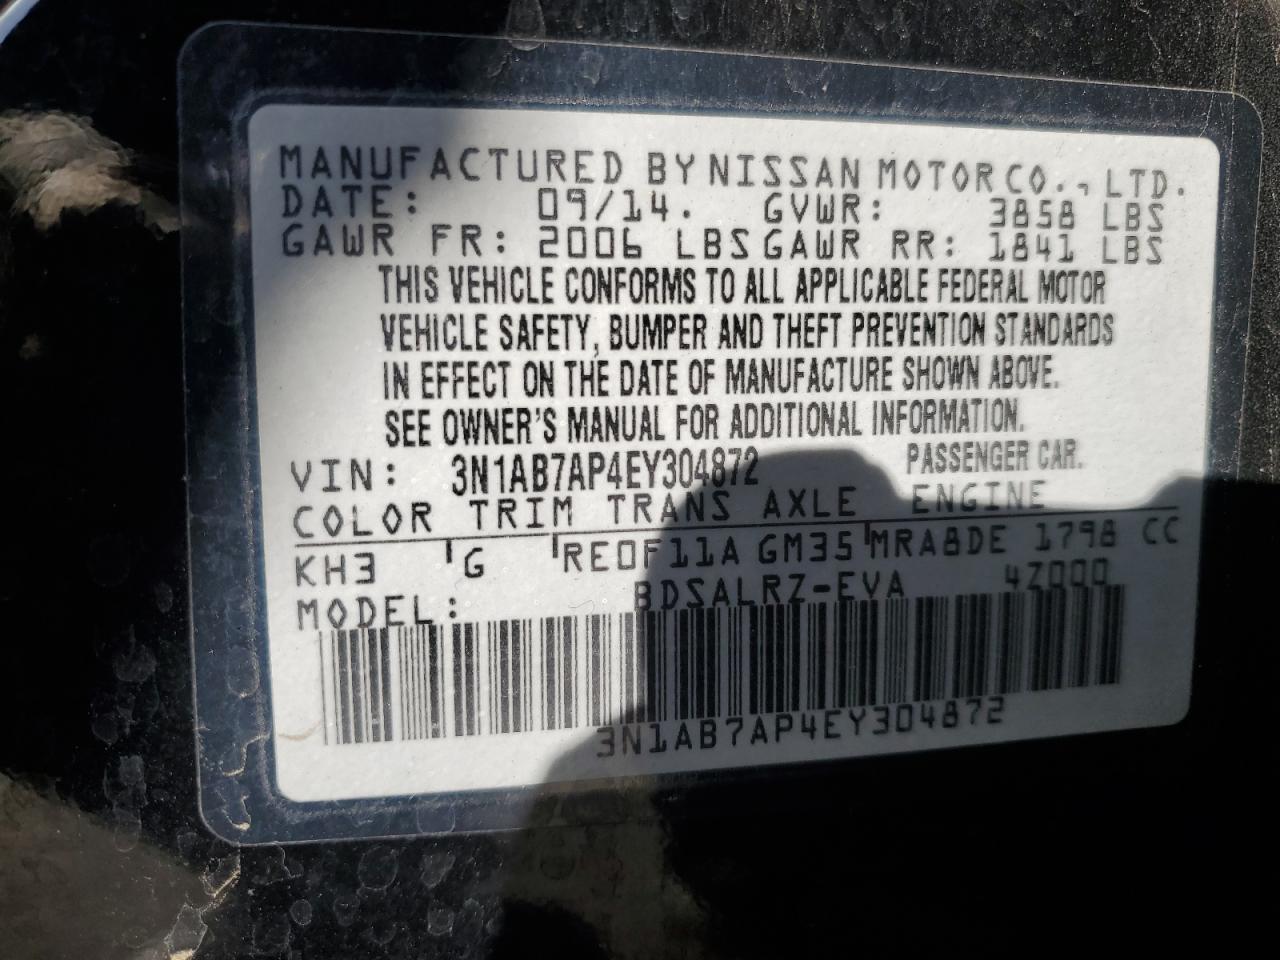 MANUFACTURED BY NISSAN MOTOR CO., LTD.
DATE: 09/14. GVWR: 3858 LBS
GAWR FR: 2006 LBS GAWR RR: 1841 LBS
THIS VEHICLE CONFORMS TO ALL APPLICABLE FEDERAL MOTOR
VEHICLE SAFETY, BUMPER AND THEFT PREVENTION STANDARDS
IN EFFECT ON THE DATE OF MANUFACTURE SHOWN ABOVE.
SEE OWNER'S MANUAL FOR ADDITIONAL INFORMATION.
VIN: 3N1AB7AP4EY304872 PASSENGER CAR.
COLOR TRIM TRANS AXLE ENGINE
KH3 G RE0F11A GM35 MRA8DE 1798 CC
MODEL: BDSALRZ-EVA 4Z000
3N1AB7AP4EY304872